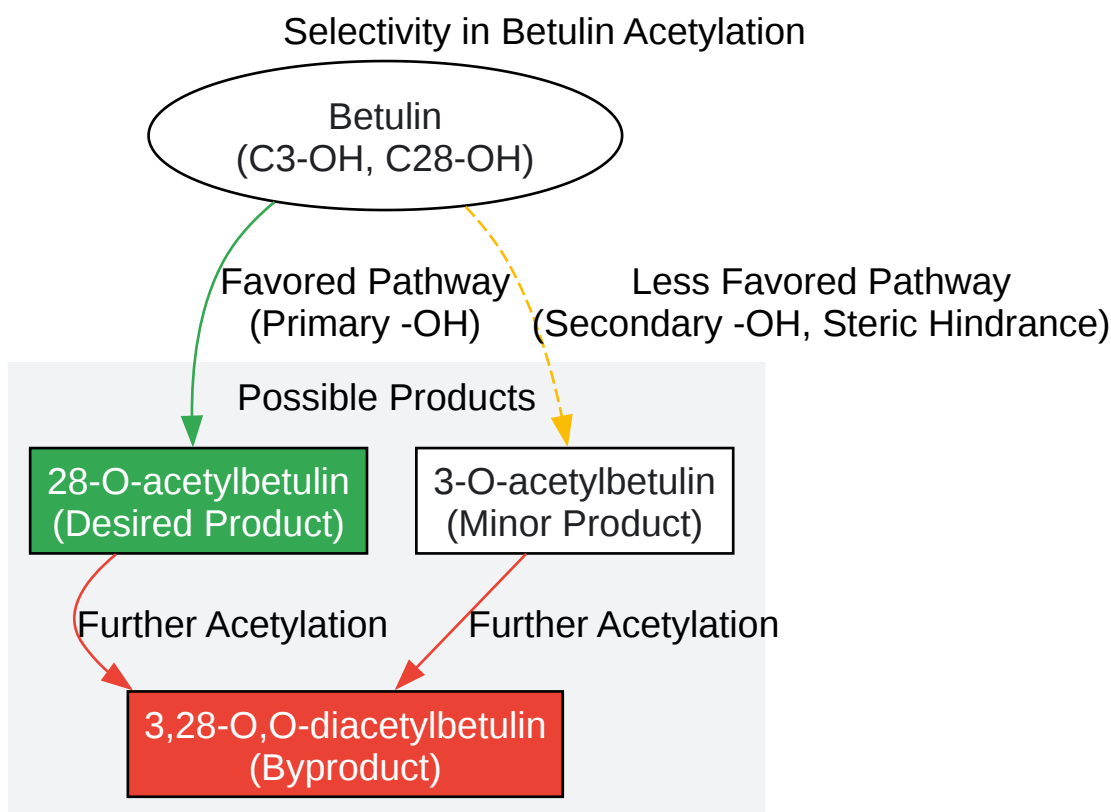 Selectivity in Betulin Acetylation
Betulin
(C3-OH, C28-OH)
Favored Pathway
(Primary -OH)
Less Favored Pathway
(Secondary -OH, Steric Hindrance)
Possible Products
28-O-acetylbetulin
(Desired Product)
3-O-acetylbetulin
(Minor Product)
Further Acetylation
Further Acetylation
3,28-O,O-diacetylbetulin
(Byproduct)